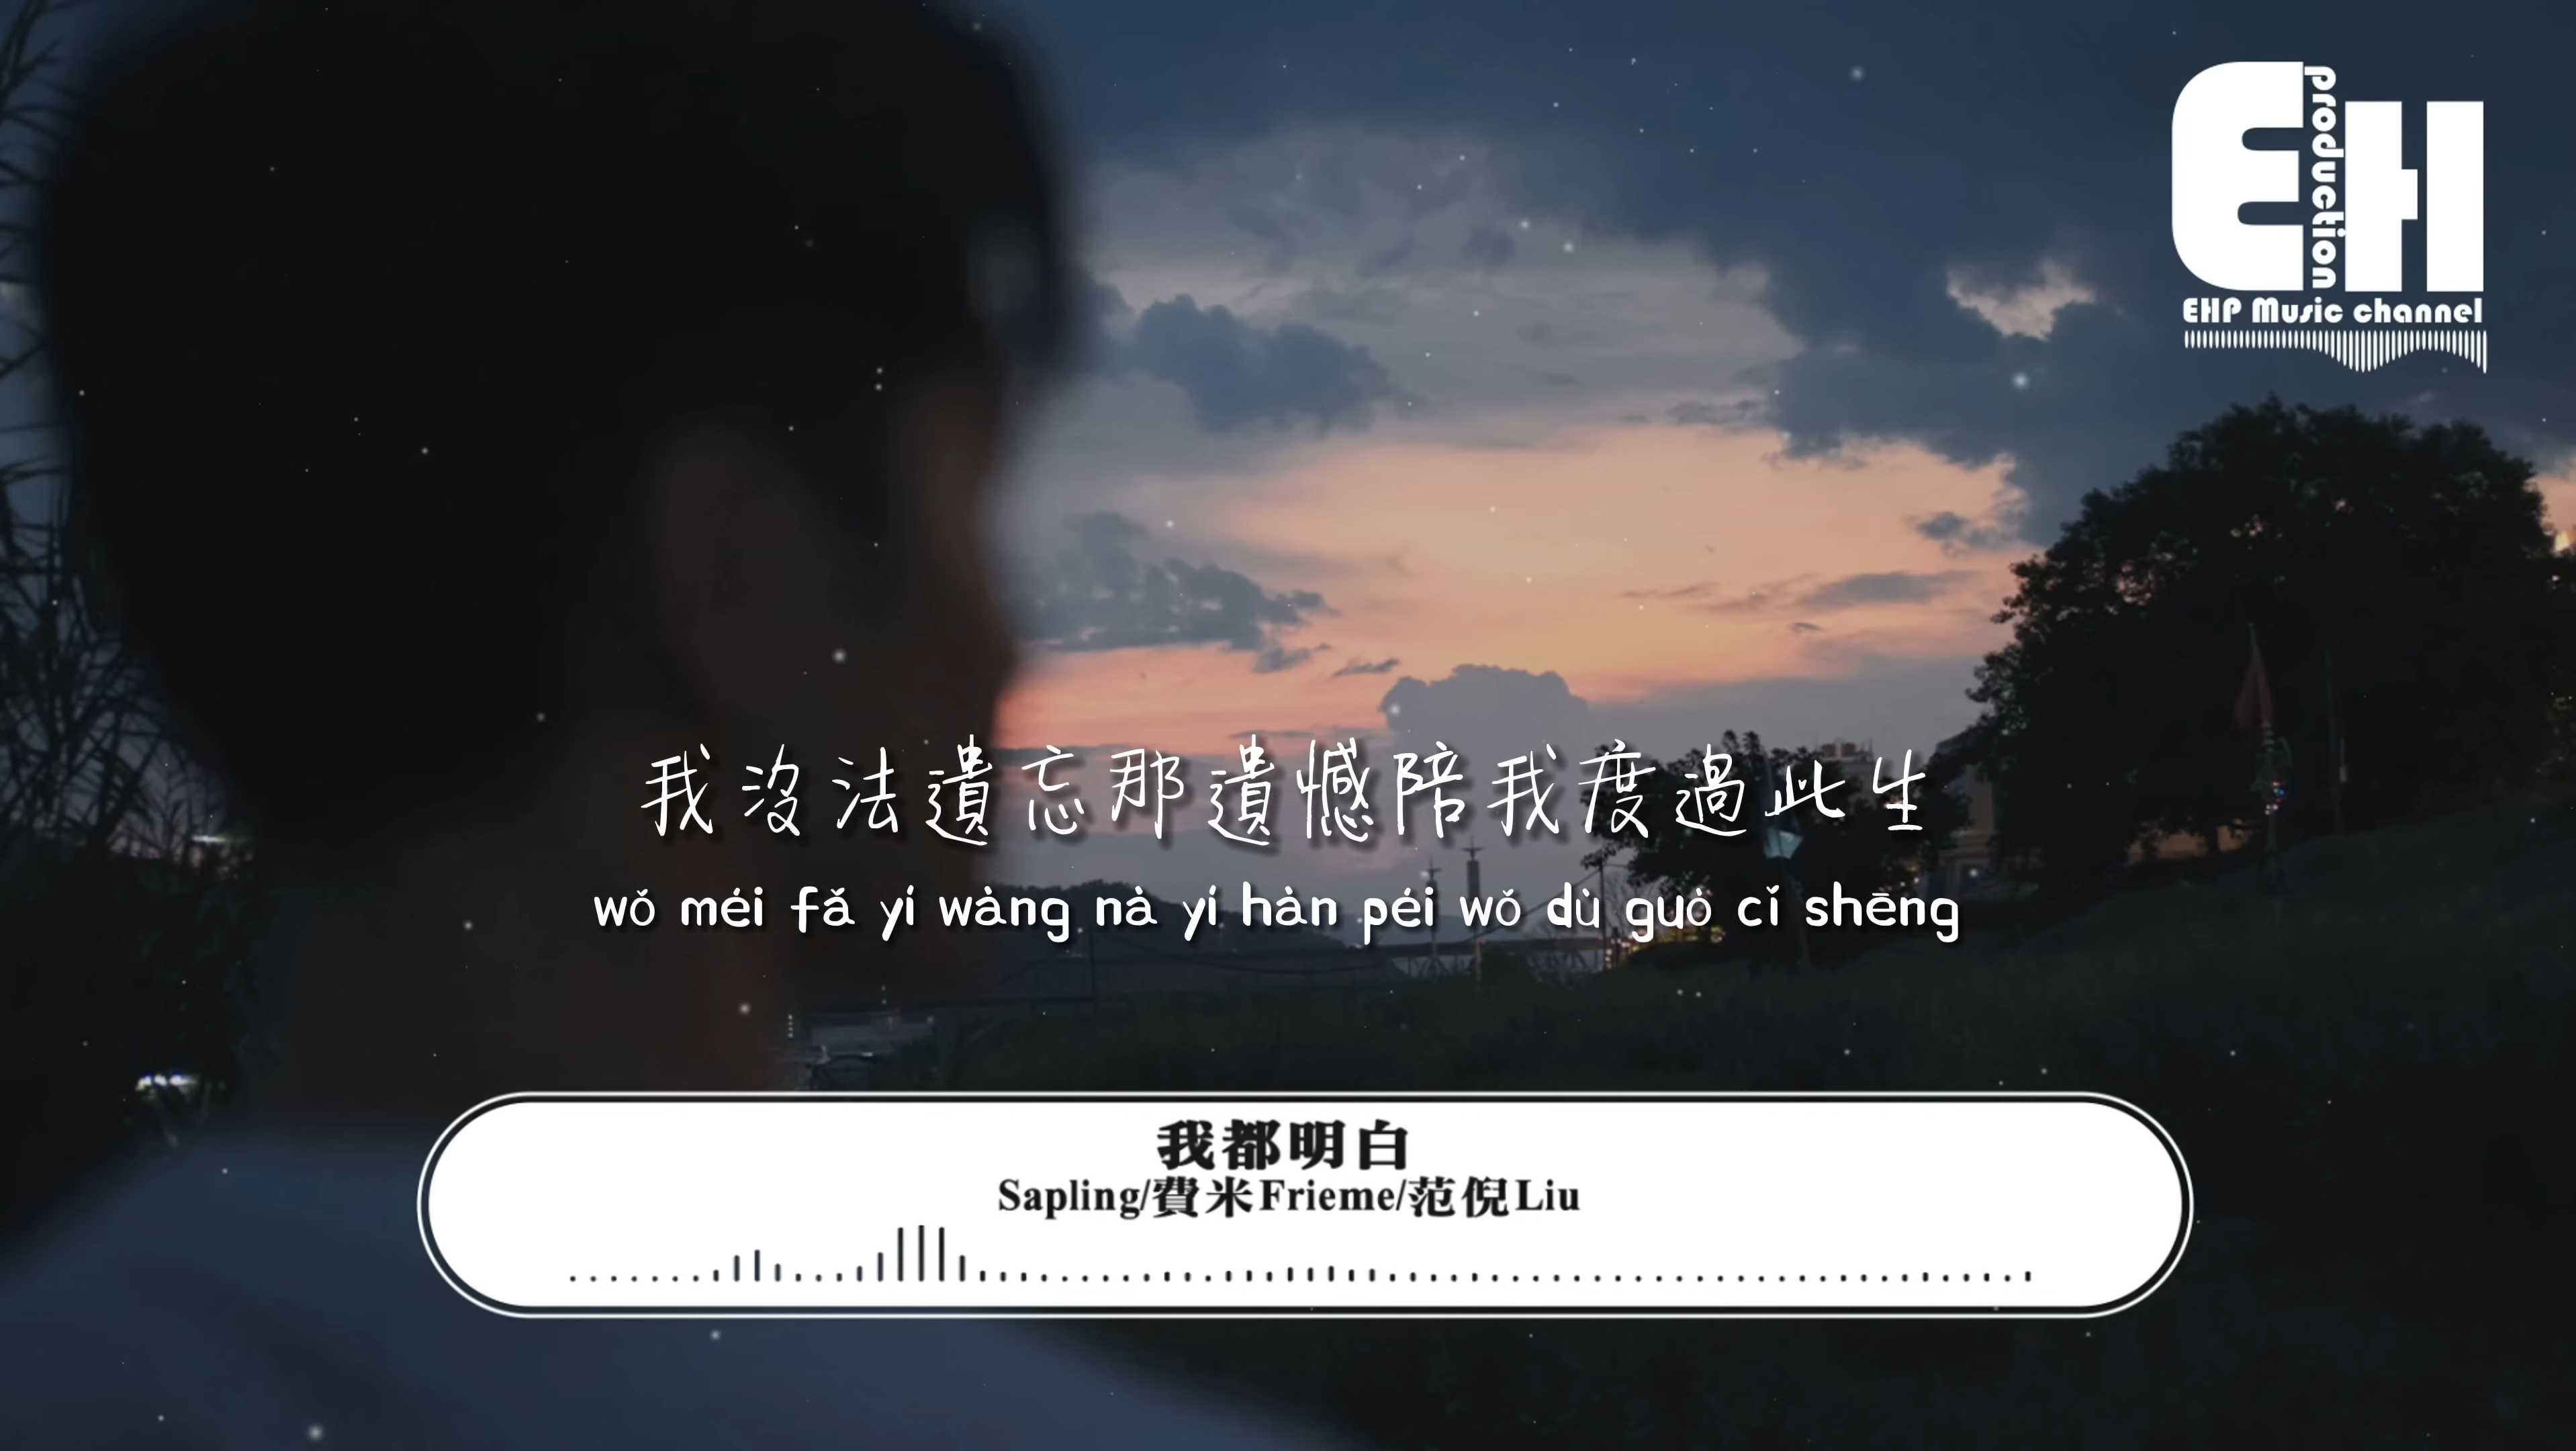 EH
production
EHP Music channel
我沒法遺忘那遺憾陪我度過此生
wǒ méi fǎ yí wàng nà yí hàn péi wǒ dù guò cǐ shēng
我都明白
Sapling/費米Frieme/范倪Liu